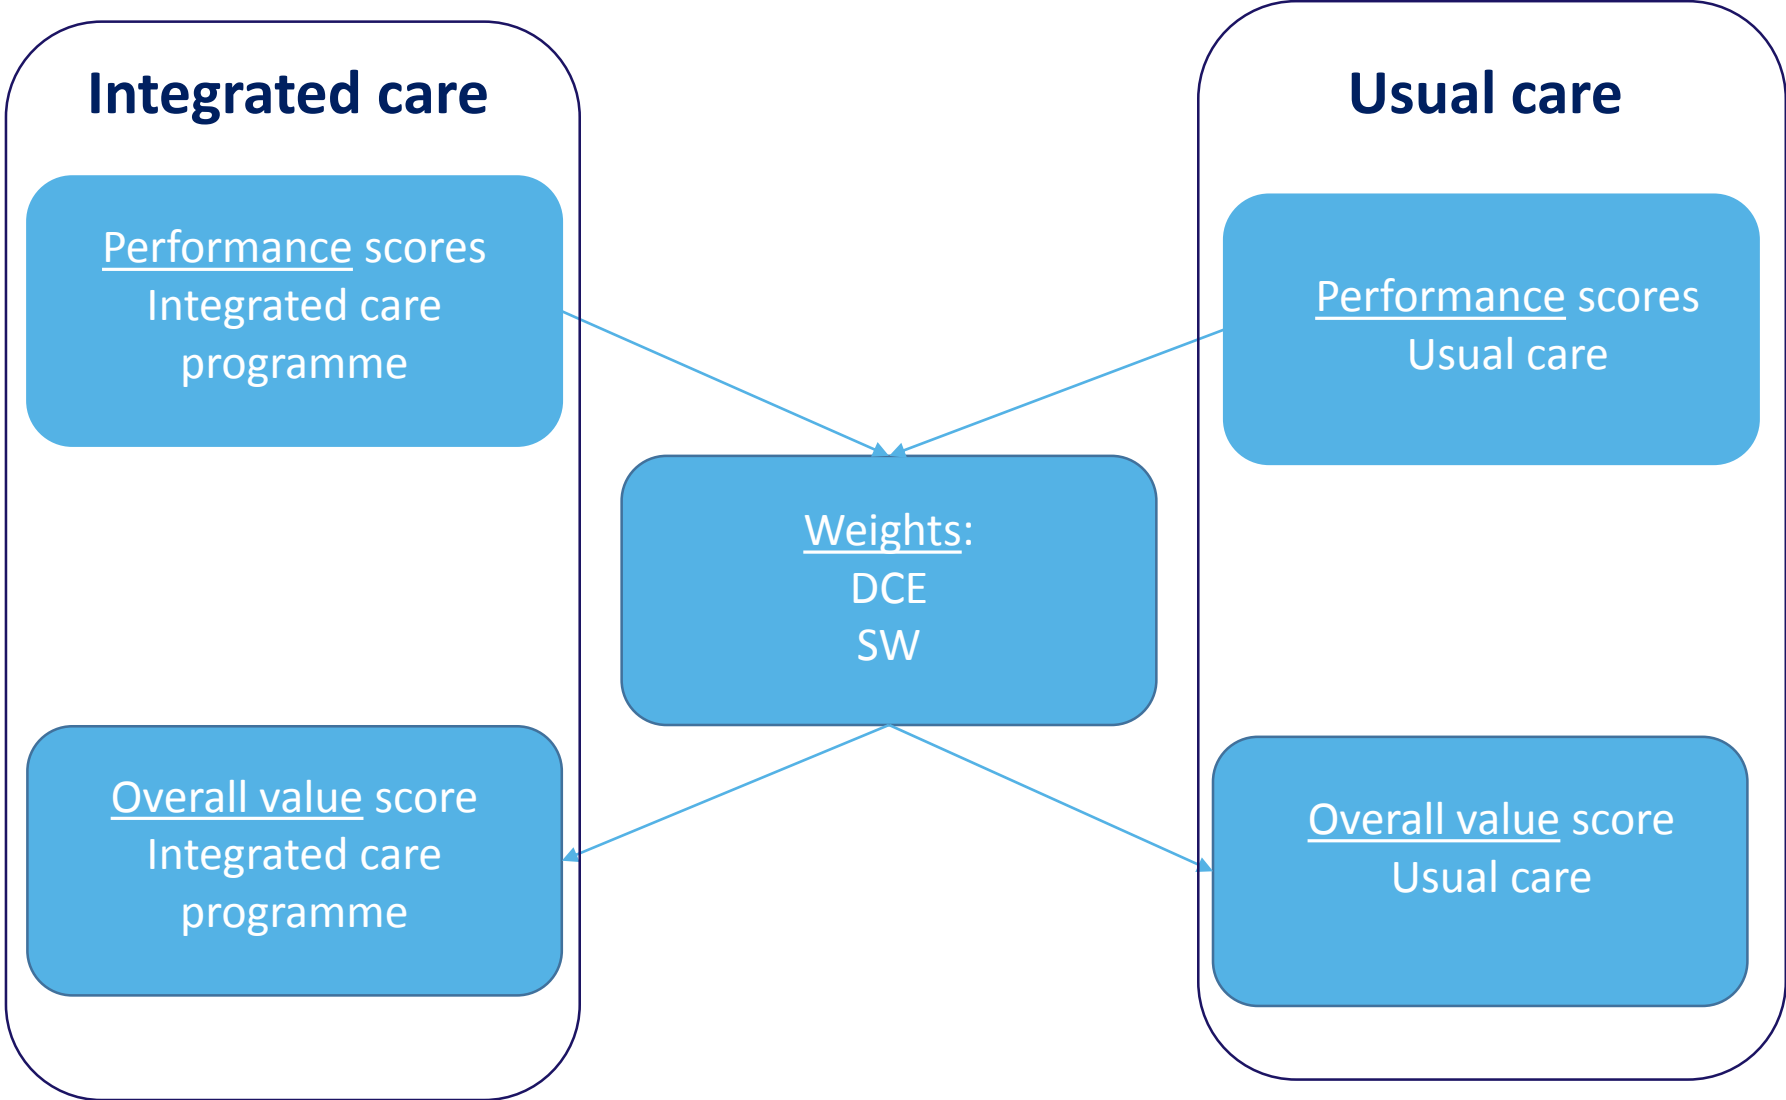 Integrated care
Performance scores
Integrated care
programme
Overall value score
Integrated care
programme
Weights:
DCE
SW
Usual care
Performance scores
Usual care
Overall value score
Usual care